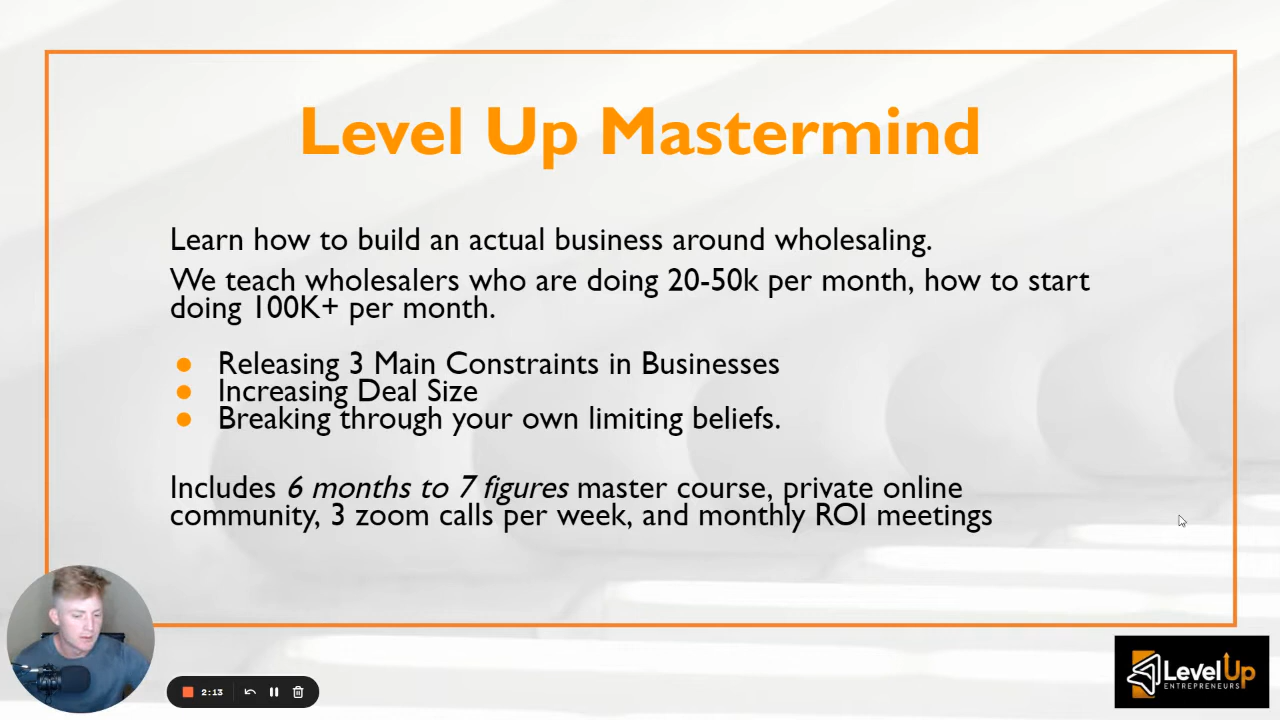 Level Up Mastermind
Learn how to build an actual business around wholesaling.
We teach wholesalers who are doing 20-50k per month, how to start
doing 100K+ per month.
● Releasing 3 Main Constraints in Businesses
● Increasing Deal Size
● Breaking through your own limiting beliefs.
Includes 6 months to 7 figures master course, private online
community, 3 zoom calls per week, and monthly ROI meetings
2:13
LevelUp
ENTREPRENEURS